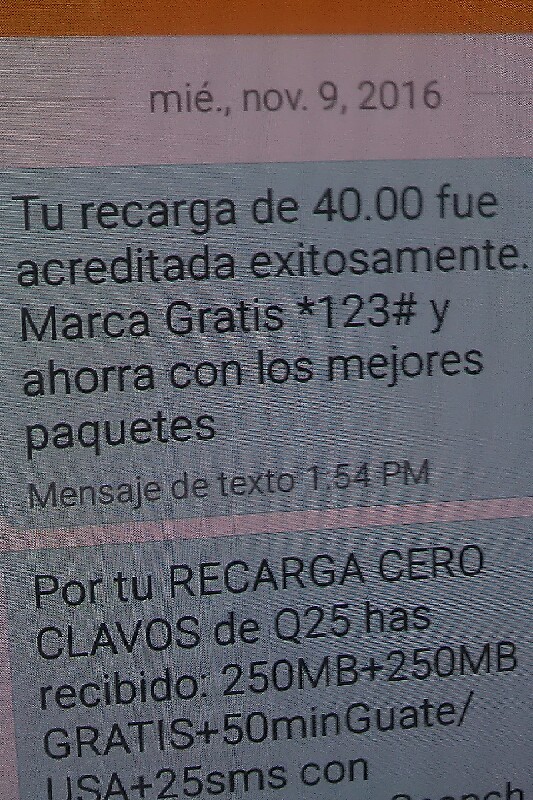 mié., nov. 9, 2016
Tu recarga de 40.00 fue
acreditada exitosamente.
Marca Gratis *123# y
ahorra con los mejores
paquetes
Mensaje de texto 1:54 PM
Por tu RECARGA CERO
CLAVOS de Q25 has
recibido: 250MB+250MB
GRATIS+50minGuate/
USA+25sms con